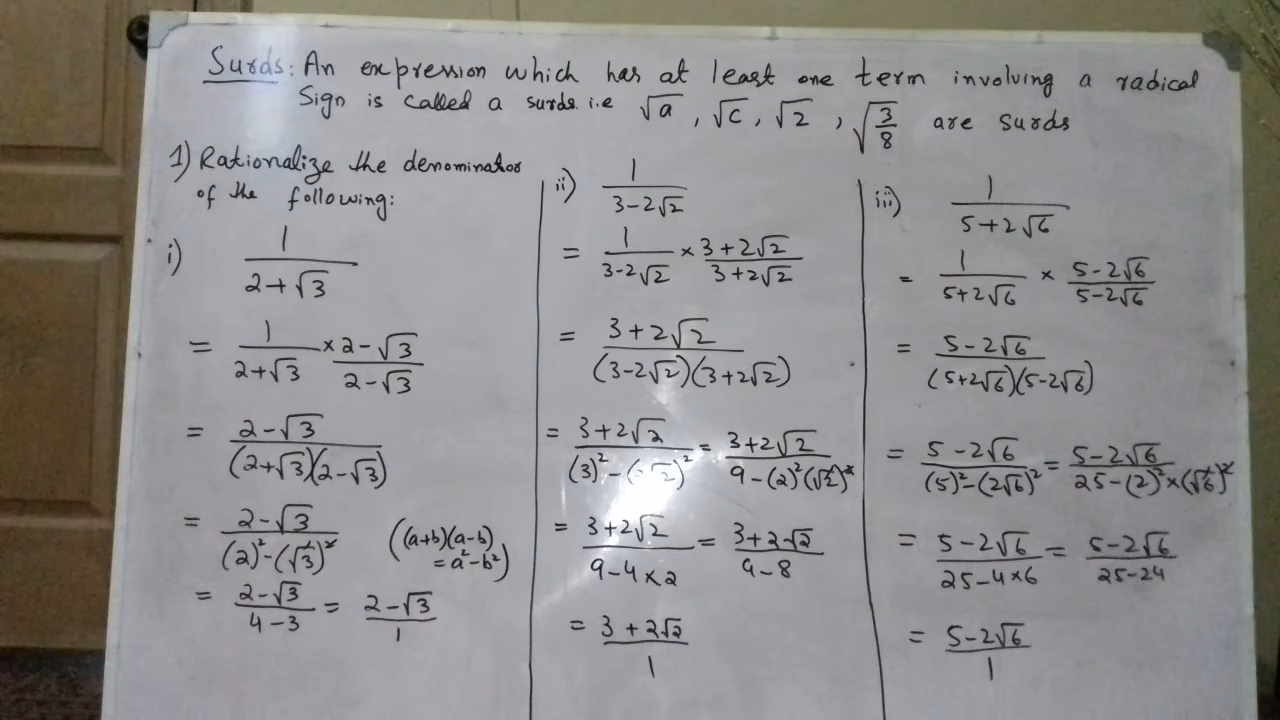 Surds: An expression which has at least one term involving a radical
Sign is called a surds. i.e √a, √c, √2, √(3/8) are surds
1) Rationalize the denominator
of the following:
i) 1/(2+√3)
= 1/(2+√3) × (2-√3)/(2-√3)
= (2-√3)/((2+√3)(2-√3))
= (2-√3)/((2)²-(√3)²) ((a+b)(a-b)
= a²-b²)
= (2-√3)/(4-3) = (2-√3)/1
ii) 1/(3-2√2)
= 1/(3-2√2) × (3+2√2)/(3+2√2)
= (3+2√2)/((3-2√2)(3+2√2))
= (3+2√2)/((3)²-(2√2)²) = (3+2√2)/(9-(2)²(√2)²)
= (3+2√2)/(9-4×2) = (3+2√2)/(9-8)
= (3+2√2)/1
iii) 1/(5+2√6)
= 1/(5+2√6) × (5-2√6)/(5-2√6)
= (5-2√6)/((5+2√6)(5-2√6))
= (5-2√6)/((5)²-(2√6)²) = (5-2√6)/(25-(2)²×(√6)²)
= (5-2√6)/(25-4×6) = (5-2√6)/(25-24)
= (5-2√6)/1